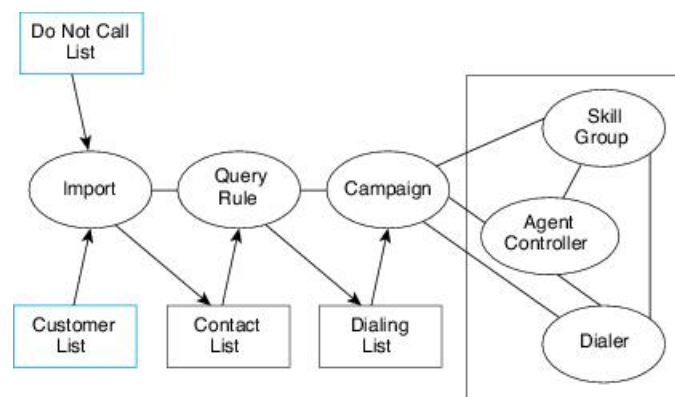 Do Not Call
List
Import
Query
Rule
Campaign
Skill
Group
Agent
Controller
Customer
List
Contact
List
Dialing
List
Dialer